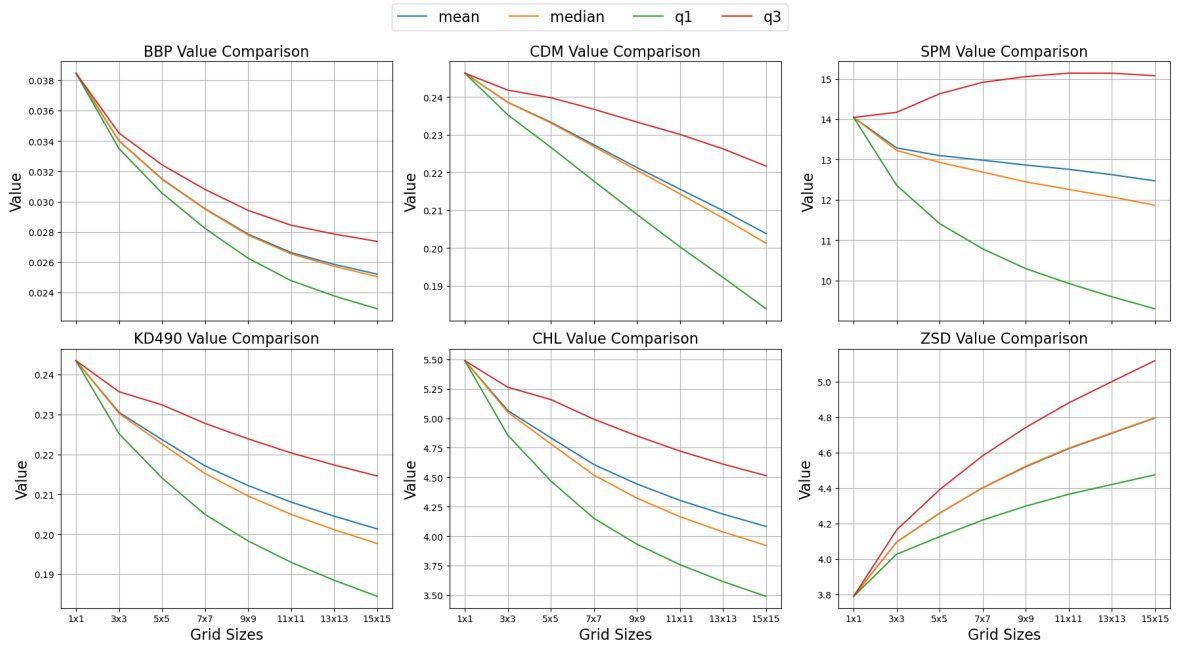 mean median q1 q3
BBP Value Comparison
0.038
0.036
0.034
0.032
0.030
0.028
0.026
0.024
Value
CDM Value Comparison
0.24
0.23
0.22
0.21
0.20
0.19
Value
SPM Value Comparison
15
14
13
12
11
10
Value
KD490 Value Comparison
0.24
0.23
0.22
0.21
0.20
0.19
Value
1x1 3x3 5x5 7x7 9x9 11x11 13x13 15x15
Grid Sizes
CHL Value Comparison
5.50
5.25
5.00
4.75
4.50
4.25
4.00
3.75
3.50
Value
1x1 3x3 5x5 7x7 9x9 11x11 13x13 15x15
Grid Sizes
ZSD Value Comparison
5.0
4.8
4.6
4.4
4.2
4.0
3.8
Value
1x1 3x3 5x5 7x7 9x9 11x11 13x13 15x15
Grid Sizes